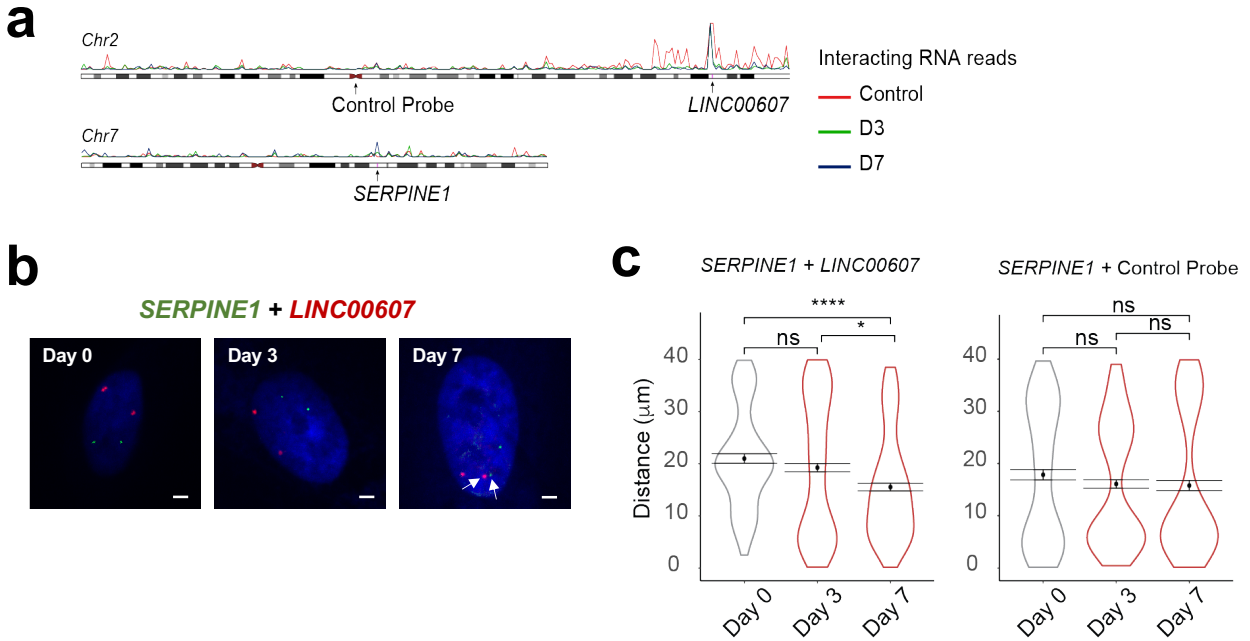 a
Chr2
Control Probe
LINC00607
Chr7
SERPINE1
Interacting RNA reads
Control
D3
D7
b
SERPINE1 + LINC00607
Day 0
Day 3
Day 7
c
SERPINE1 + LINC00607
****
*
ns
Distance (μm)
40
30
20
10
0
Day 0
Day 3
Day 7
SERPINE1 + Control Probe
ns
ns
ns
40
30
20
10
0
Day 0
Day 3
Day 7